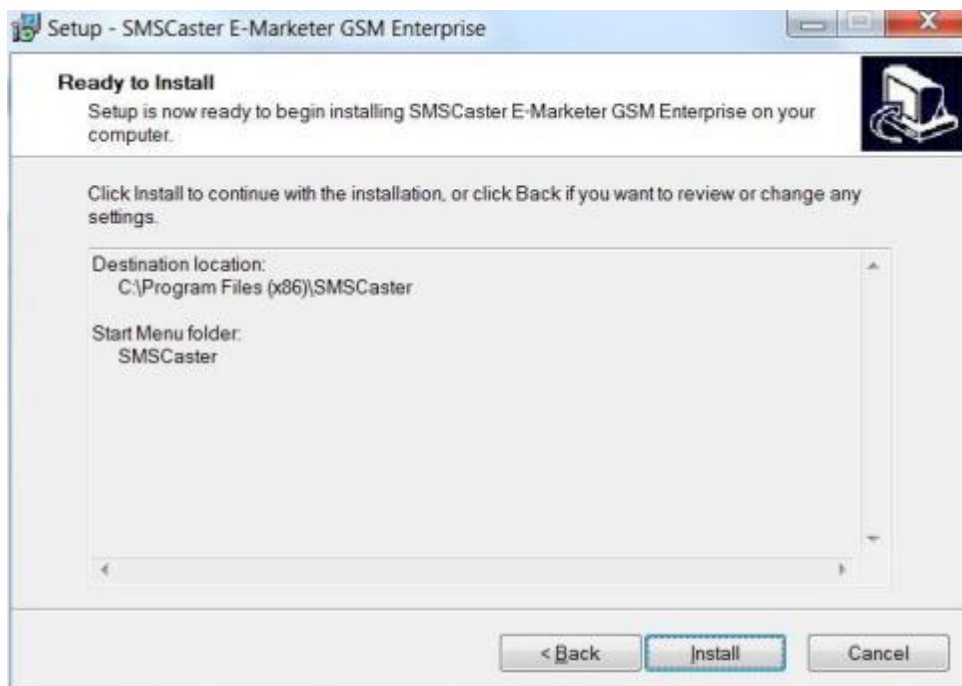 Setup - SMSCaster E-Marketer GSM Enterprise
Ready to Install
Setup is now ready to begin installing SMSCaster E-Marketer GSM Enterprise on your
computer.
Click Install to continue with the installation, or click Back if you want to review or change any
settings.
Destination location:
C:\Program Files (x86)\SMSCaster
Start Menu folder:
SMSCaster
< Back
Install
Cancel